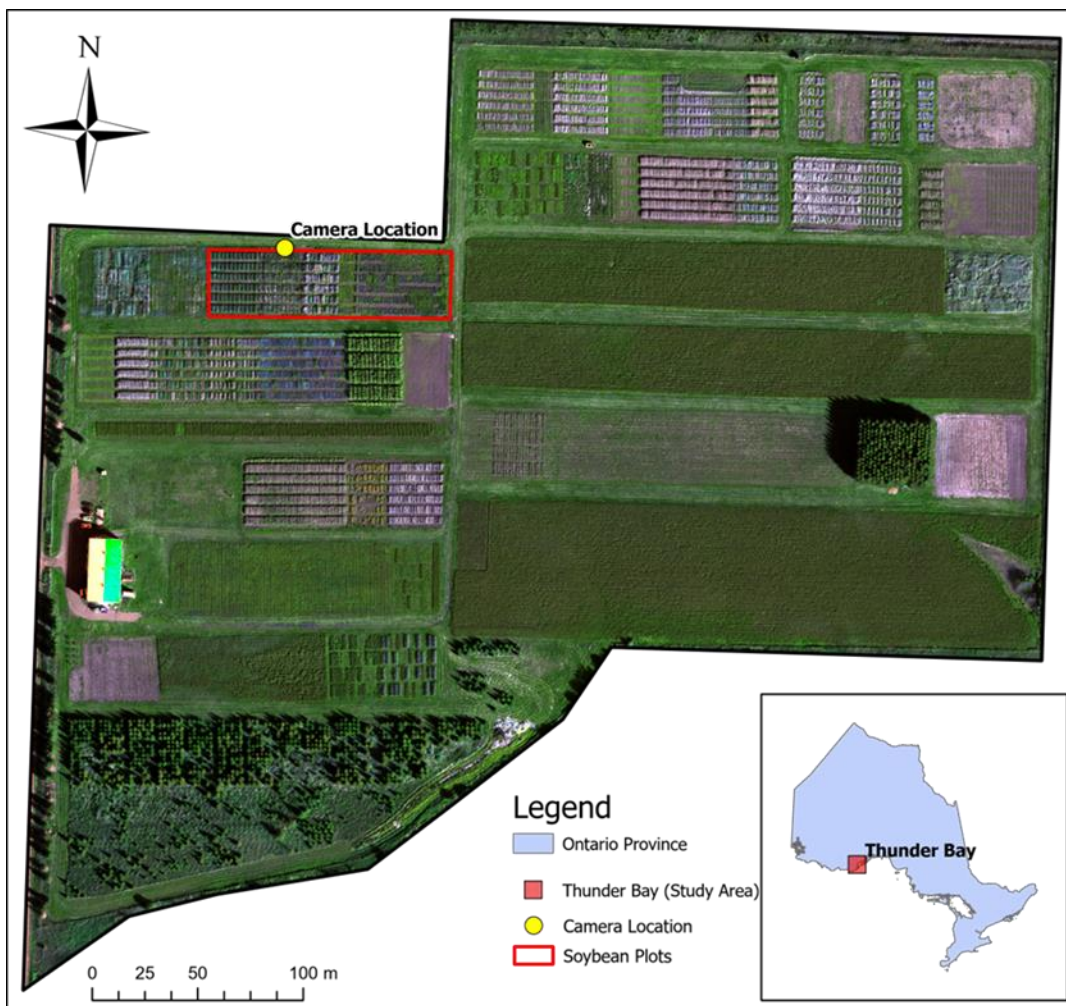 N
Camera Location
Legend
Ontario Province
Thunder Bay (Study Area)
Camera Location
Soybean Plots
Thunder Bay
0 25 50 100 m